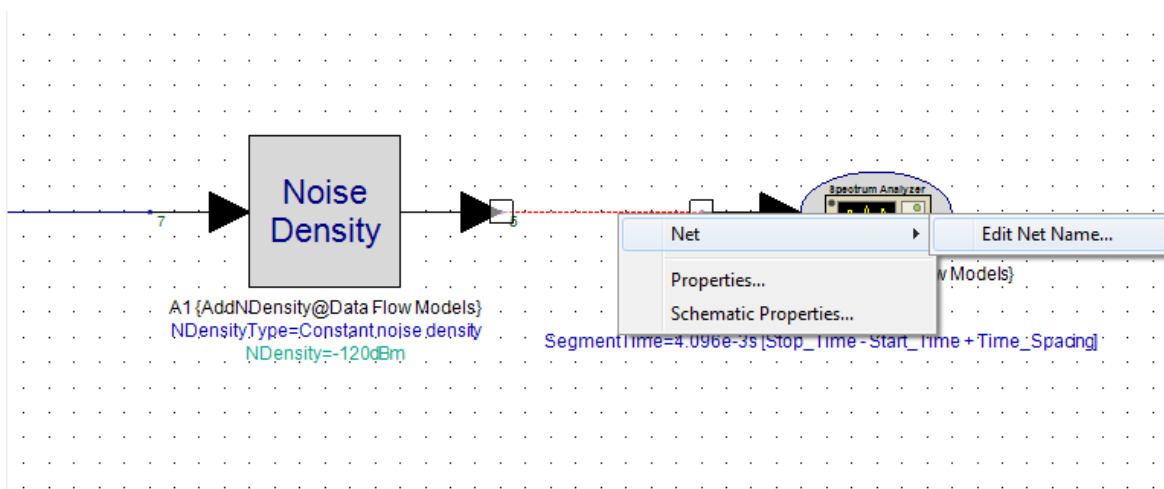 Noise
Density
7
Spectrum Analyzer
Net
Edit Net Name...
Properties...
Schematic Properties...
Models}
A1 {AddNDensity@Data Flow Models}
NDensityType=Constant noise density
NDensity=-120dBm
SegmentTime=4.096e-3s [Stop_Time - Start_Time + Time_Spacing]